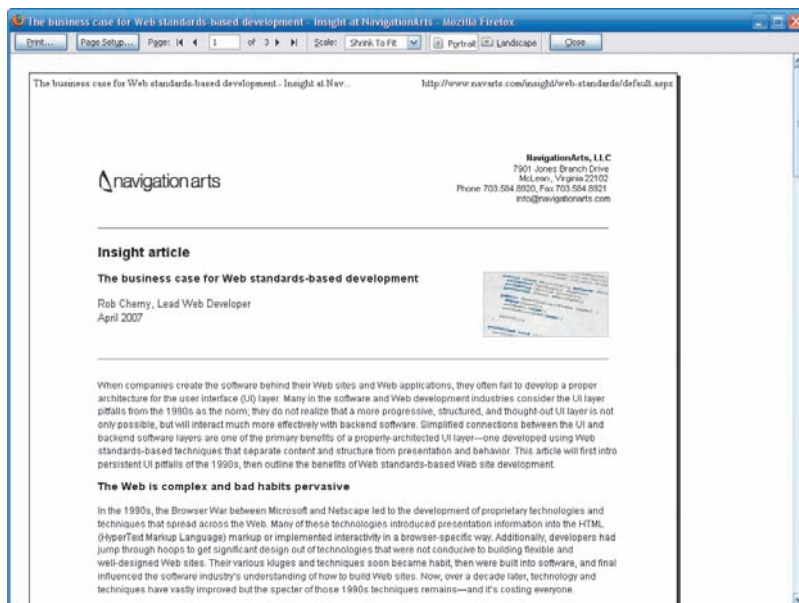 The business case for Web standards-based development - Insight at NavigationArts - Mozilla Firefox
Print... Page Setup... Page: 1 of 3 Scale: Shrink To Fit Portrait Landscape Close
The business case for Web standards-based development - Insight at Nav... http://www.navarts.com/insight/web-standards/default.aspx
NavigationArts, LLC
7901 Jones Branch Drive
McLean, Virginia 22102
Phone 703.584.8920, Fax 703.584.8921
info@navigationarts.com
navigationarts
Insight article
The business case for Web standards-based development
Rob Cherny, Lead Web Developer
April 2007
When companies create the software behind their Web sites and Web applications, they often fail to develop a proper
architecture for the user interface (UI) layer. Many in the software and Web development industries consider the UI layer
pitfalls from the 1990s as the norm; they do not realize that a more progressive, structured, and thought-out UI layer is not
only possible, but will interact much more effectively with backend software. Simplified connections between the UI and
backend software layers are one of the primary benefits of a properly-architected UI layer—one developed using Web
standards-based techniques that separate content and structure from presentation and behavior. This article will first intro
persistent UI pitfalls of the 1990s, then outline the benefits of Web standards-based Web site development.
The Web is complex and bad habits pervasive
In the 1990s, the Browser War between Microsoft and Netscape led to the development of proprietary technologies and
techniques that spread across the Web. Many of these technologies introduced presentation information into the HTML
(HyperText Markup Language) markup or implemented interactivity in a browser-specific way. Additionally, developers had
jump through hoops to get significant design out of technologies that were not conducive to building flexible and
well-designed Web sites. Their various kluges and techniques soon became habit, then were built into software, and final
influenced the software industry's understanding of how to build Web sites. Now, over a decade later, technology and
techniques have vastly improved but the specter of those 1990s techniques remains—and it's costing everyone.